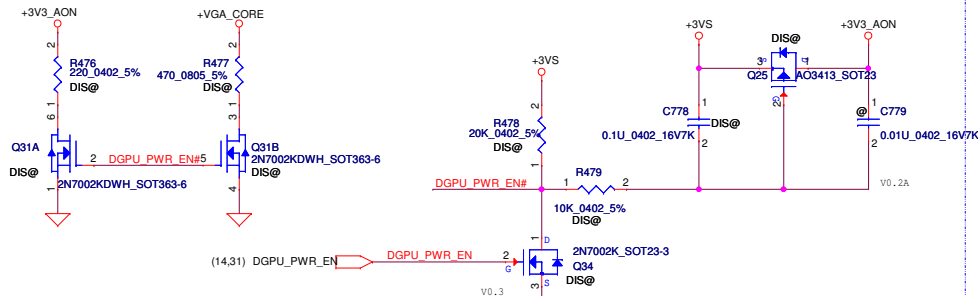 +3V3_AON
+VGA_CORE
+3VS
+3V3_AON
+3VS
2
R476
220_0402_5%
DIS@
1
2
R477
470_0805_5%
DIS@
1
DIS@
3
S
D
1
Q25
AO3413_SOT23
G
2
1
C778
DIS@
0.1U_0402_16V7K
2
@
1
C779
0.01U_0402_16V7K
2
2
R478
20K_0402_5%
DIS@
1
6
Q31A
DIS@
2
DGPU_PWR_EN#
5
3
Q31B
2N7002KDWH_SOT363-6
DIS@
1
2N7002KDWH_SOT363-6
4
DGPU_PWR_EN#
1
R479
2
10K_0402_5%
DIS@
V0.2A
1
D
2N7002K_SOT23-3
(14,31)
DGPU_PWR_EN
DGPU_PWR_EN
2
G
Q34
DIS@
3
S
V0.3